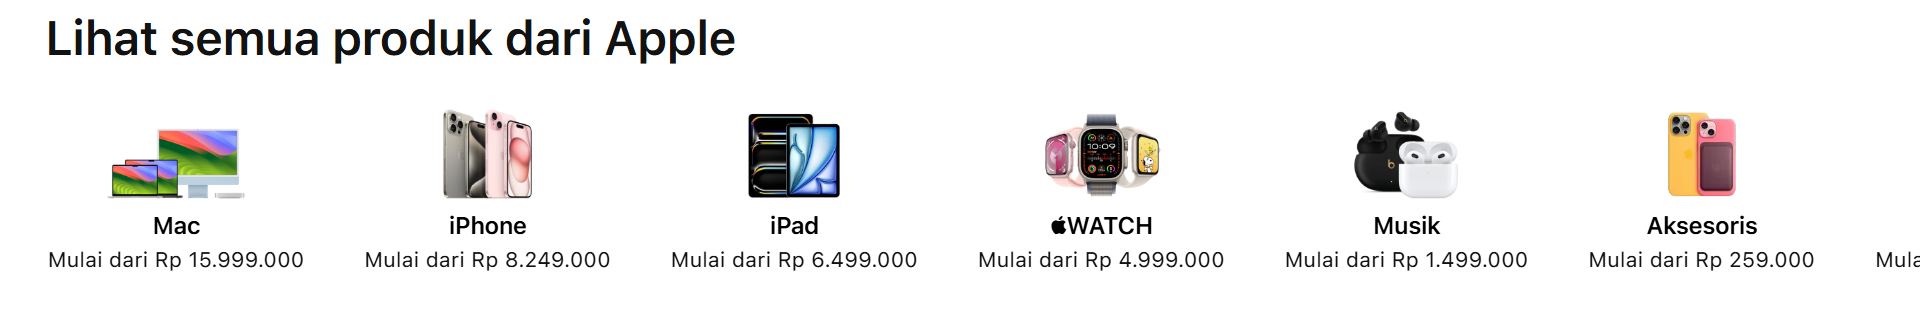 Lihat semua produk dari Apple
Mac
Mulai dari Rp 15.999.000
iPhone
Mulai dari Rp 8.249.000
iPad
Mulai dari Rp 6.499.000
WATCH
Mulai dari Rp 4.999.000
Musik
Mulai dari Rp 1.499.000
Aksesoris
Mulai dari Rp 259.000